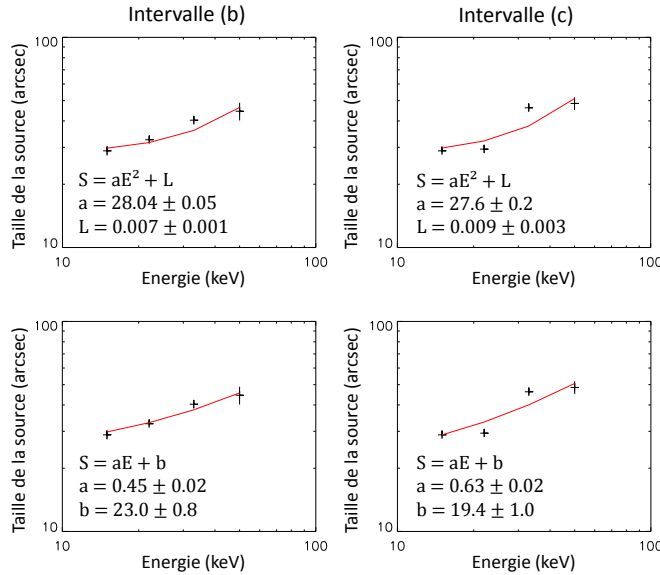 Intervalle (b)
Taille de la source (arcsec)
100
10
S = aE² + L
a = 28.04 ± 0.05
L = 0.007 ± 0.001
10
100
Energie (keV)
Intervalle (c)
Taille de la source (arcsec)
100
10
S = aE² + L
a = 27.6 ± 0.2
L = 0.009 ± 0.003
10
100
Energie (keV)
Taille de la source (arcsec)
100
10
S = aE + b
a = 0.45 ± 0.02
b = 23.0 ± 0.8
10
100
Energie (keV)
Taille de la source (arcsec)
100
10
S = aE + b
a = 0.63 ± 0.02
b = 19.4 ± 1.0
10
100
Energie (keV)